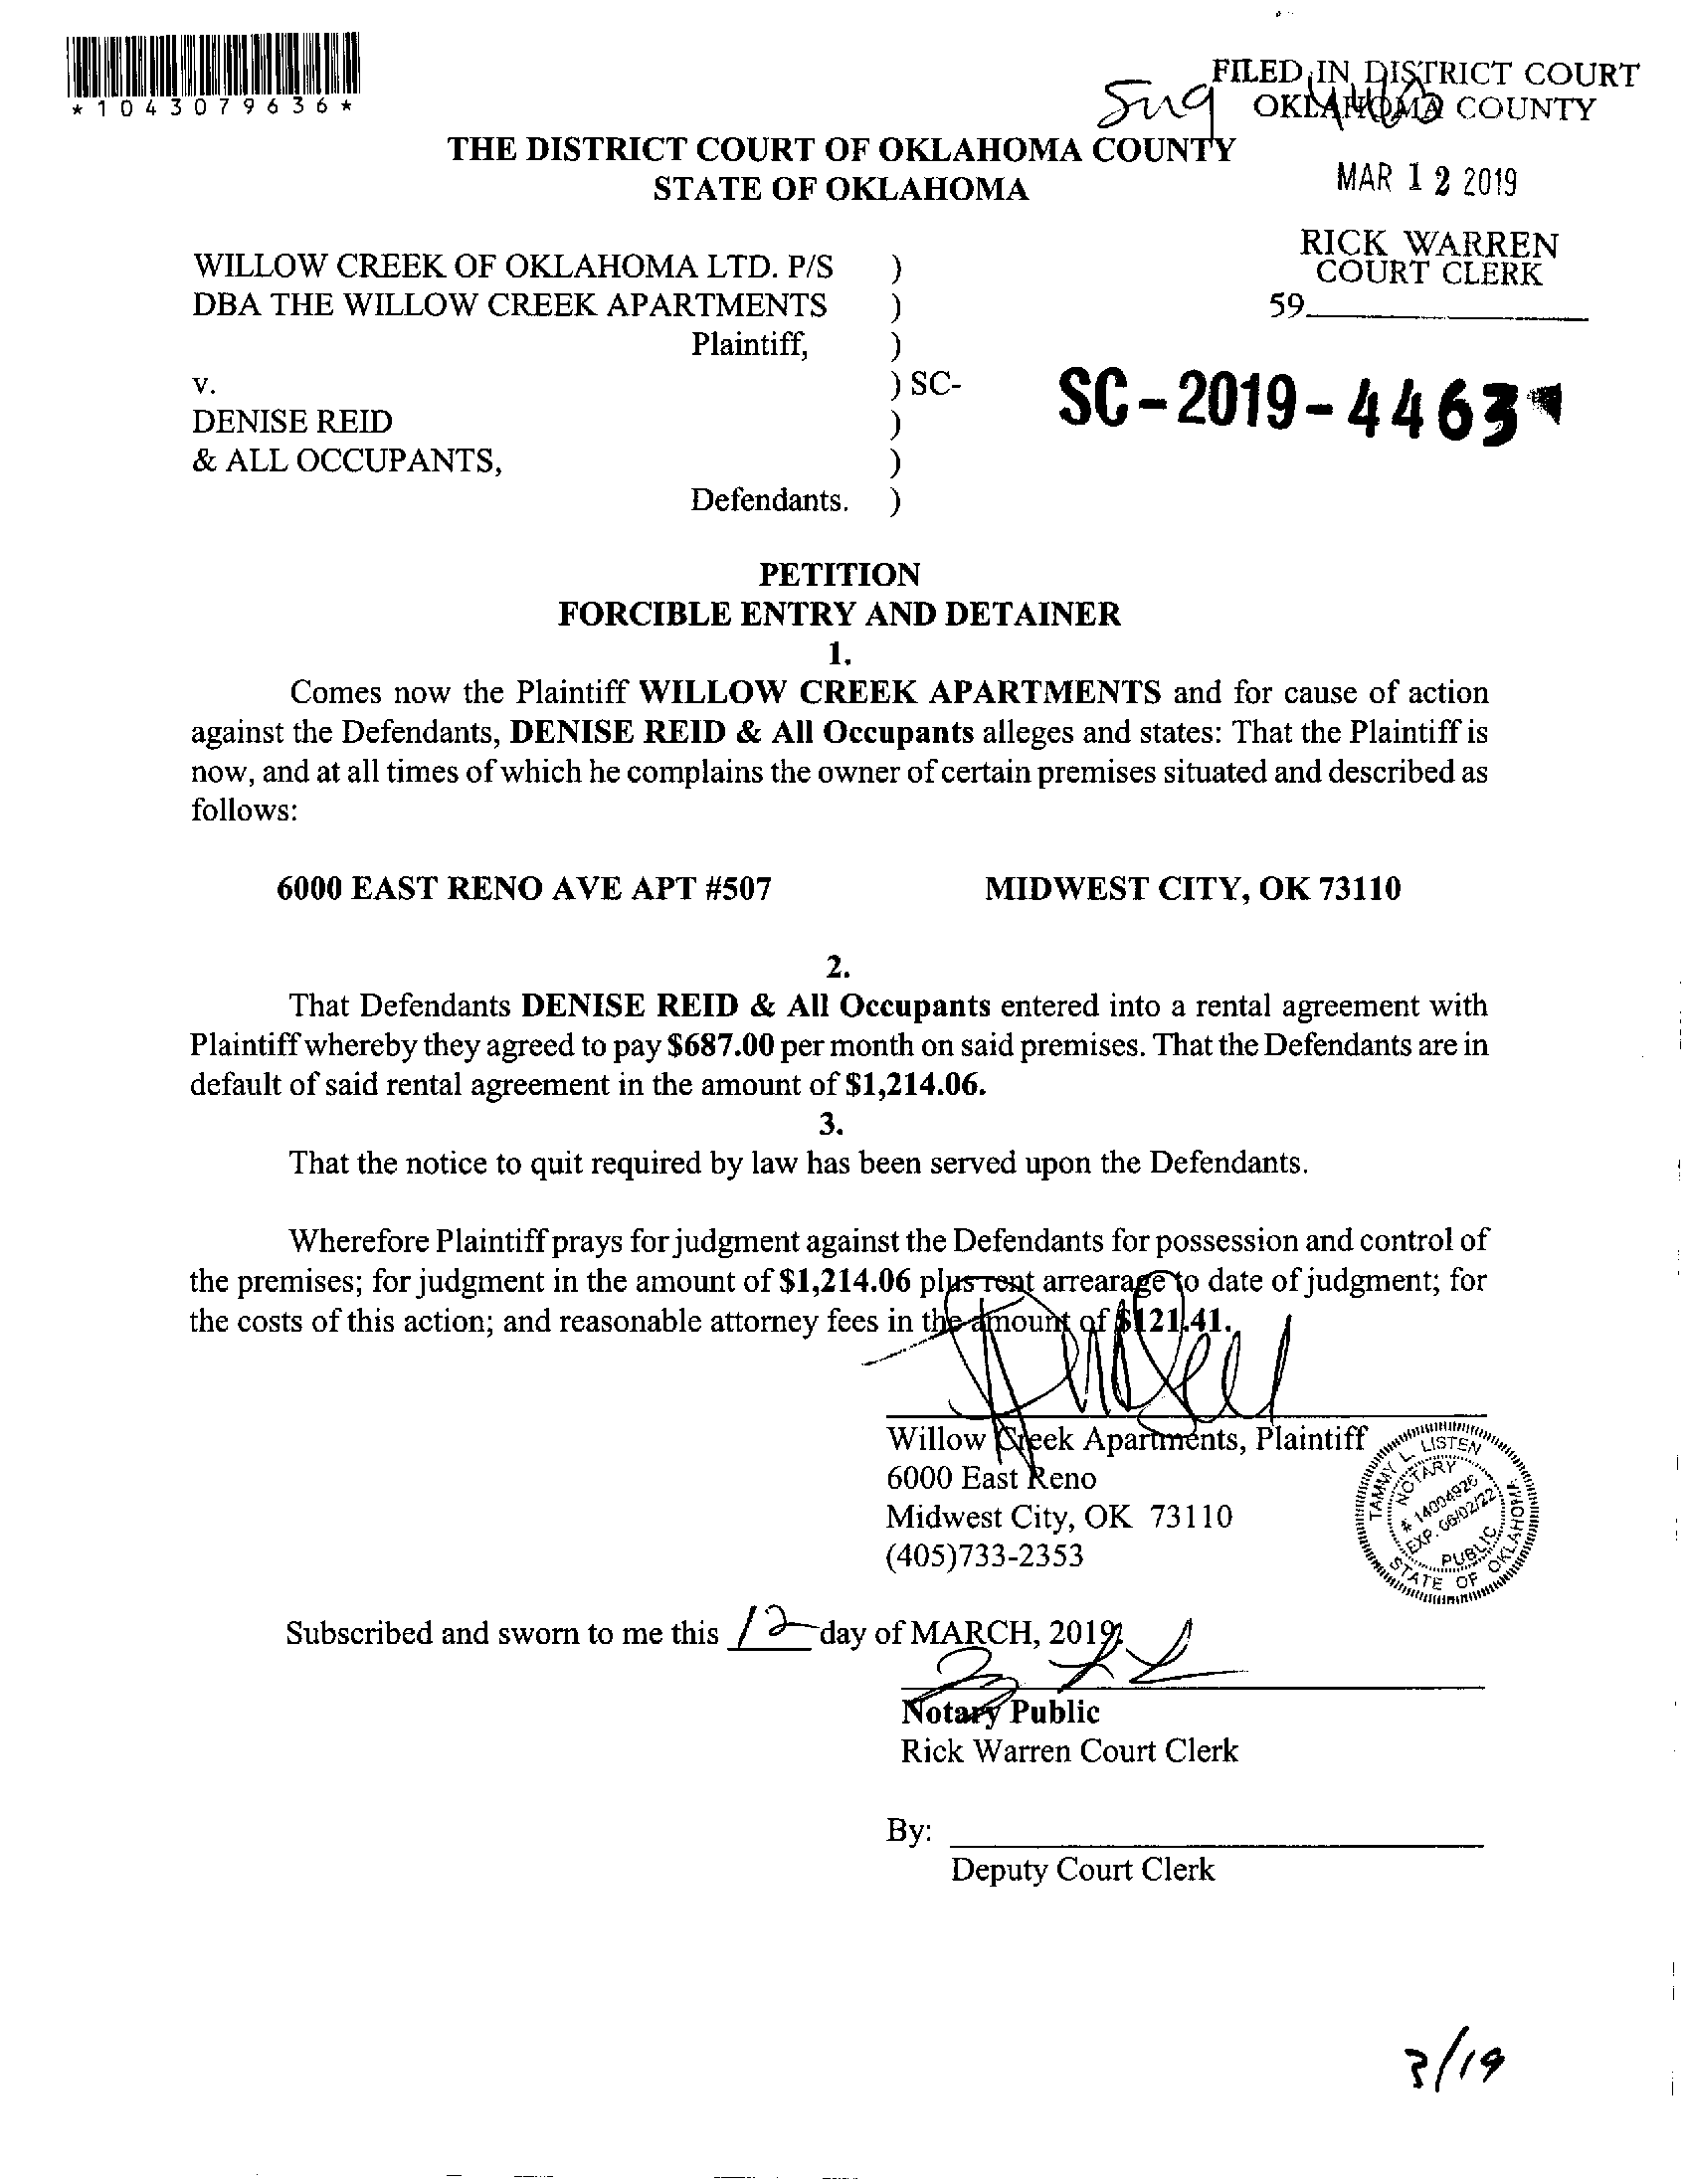 *1043079636*
FILED IN DISTRICT COURT
OKLAHOMA COUNTY
THE DISTRICT COURT OF OKLAHOMA COUNTY
STATE OF OKLAHOMA
MAR 12 2019
RICK WARREN
COURT CLERK
59
WILLOW CREEK OF OKLAHOMA LTD. P/S )
DBA THE WILLOW CREEK APARTMENTS )
Plaintiff, )
v. ) SC-
SC-2019-4463
DENISE REID )
& ALL OCCUPANTS, )
Defendants. )
PETITION
FORCIBLE ENTRY AND DETAINER
1.
Comes now the Plaintiff WILLOW CREEK APARTMENTS and for cause of action
against the Defendants, DENISE REID & All Occupants alleges and states: That the Plaintiff is
now, and at all times of which he complains the owner of certain premises situated and described as
follows:
6000 EAST RENO AVE APT #507 MIDWEST CITY, OK 73110
2.
That Defendants DENISE REID & All Occupants entered into a rental agreement with
Plaintiff whereby they agreed to pay $687.00 per month on said premises. That the Defendants are in
default of said rental agreement in the amount of $1,214.06.
3.
That the notice to quit required by law has been served upon the Defendants.
Wherefore Plaintiff prays for judgment against the Defendants for possession and control of
the premises; for judgment in the amount of $1,214.06 plus rent arrearage to date of judgment; for
the costs of this action; and reasonable attorney fees in the amount of $121.41.
Willow Creek Apartments, Plaintiff
6000 East Reno
Midwest City, OK 73110
(405)733-2353
TAMMY L. LISTEN
NOTARY
# 14004926
EXP. 06/02/22
PUBLIC
STATE OF OKLAHOMA
Subscribed and sworn to me this 12 day of MARCH, 2019.
Notary Public
Rick Warren Court Clerk
By:
Deputy Court Clerk
3/19